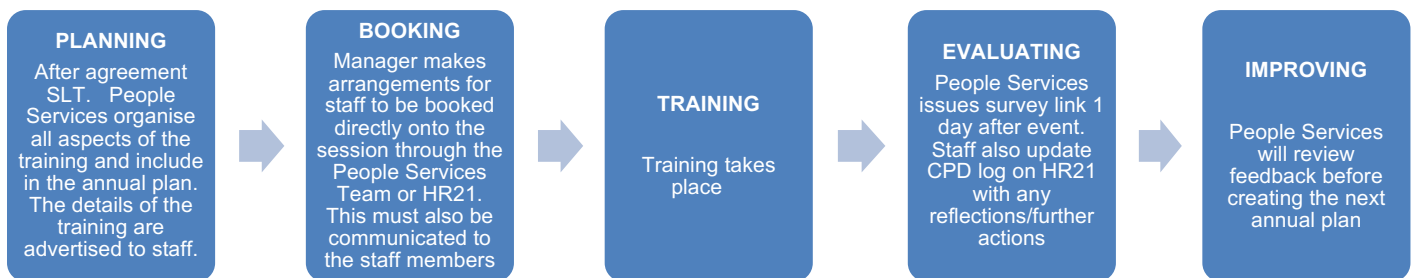 PLANNING
After agreement
SLT.   People
Services organise
all aspects of the
training and include
in the annual plan.
The details of the
training are
advertised to staff.
BOOKING
Manager makes
arrangements for
staff to be booked
directly onto the
session through the
People Services
Team or HR21.
This must also be
communicated to
the staff members
TRAINING
Training takes
place
EVALUATING
People Services
issues survey link 1
day after event.
Staff also update
CPD log on HR21
with any
reflections/further
actions
IMPROVING
People Services
will review
feedback before
creating the next
annual plan